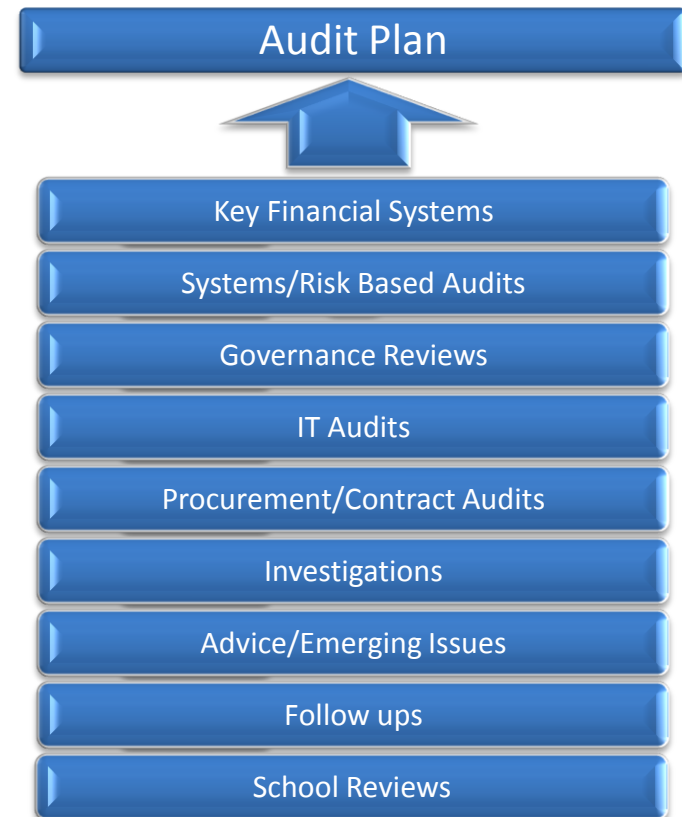 Audit Plan
Key Financial Systems
Systems/Risk Based Audits
Governance Reviews
IT Audits
Procurement/Contract Audits
Investigations
Advice/Emerging Issues
Follow ups
School Reviews